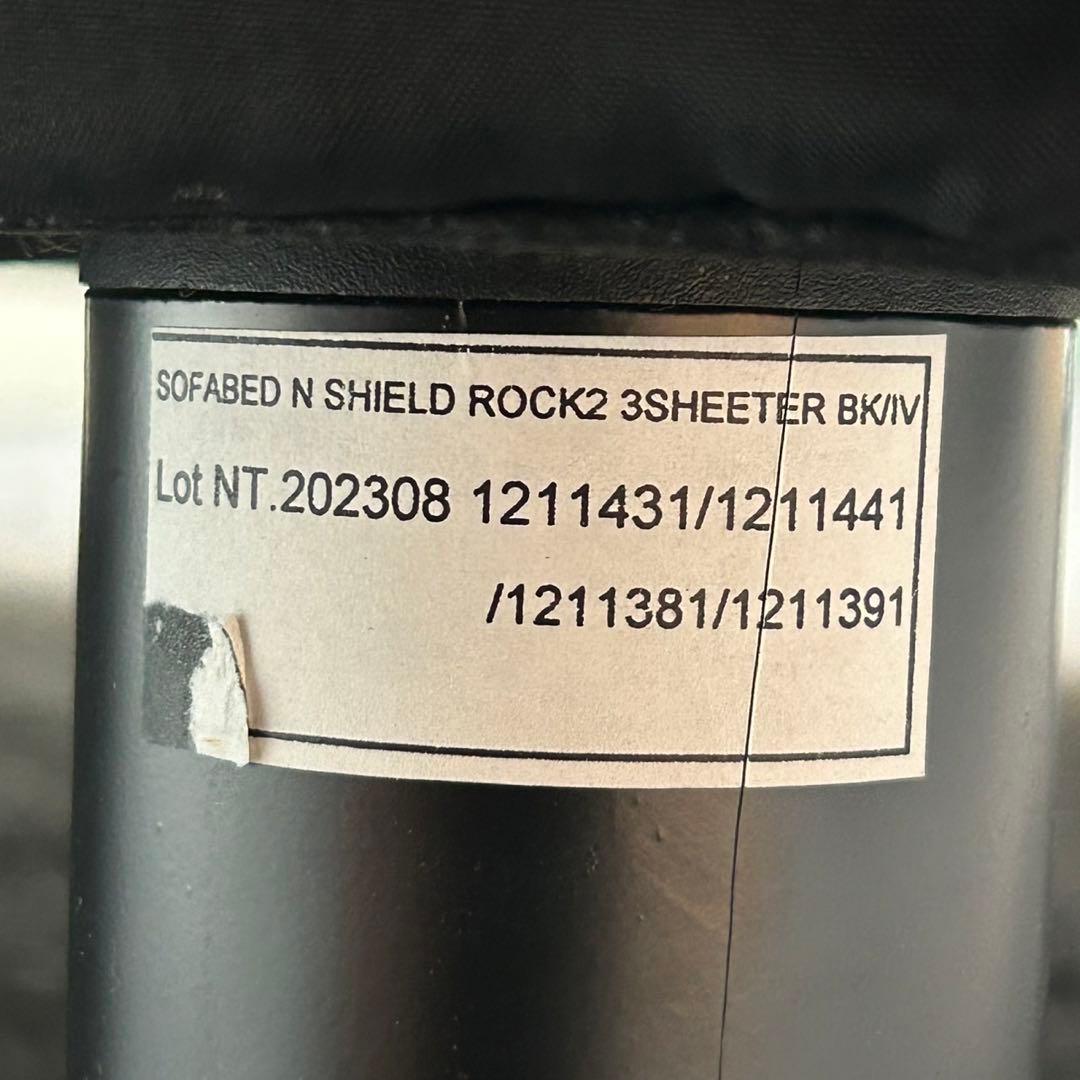 SOFABED N SHIELD ROCK2 3SHEETER BK/IV
Lot NT.202308 1211431/1211441
/1211381/1211391